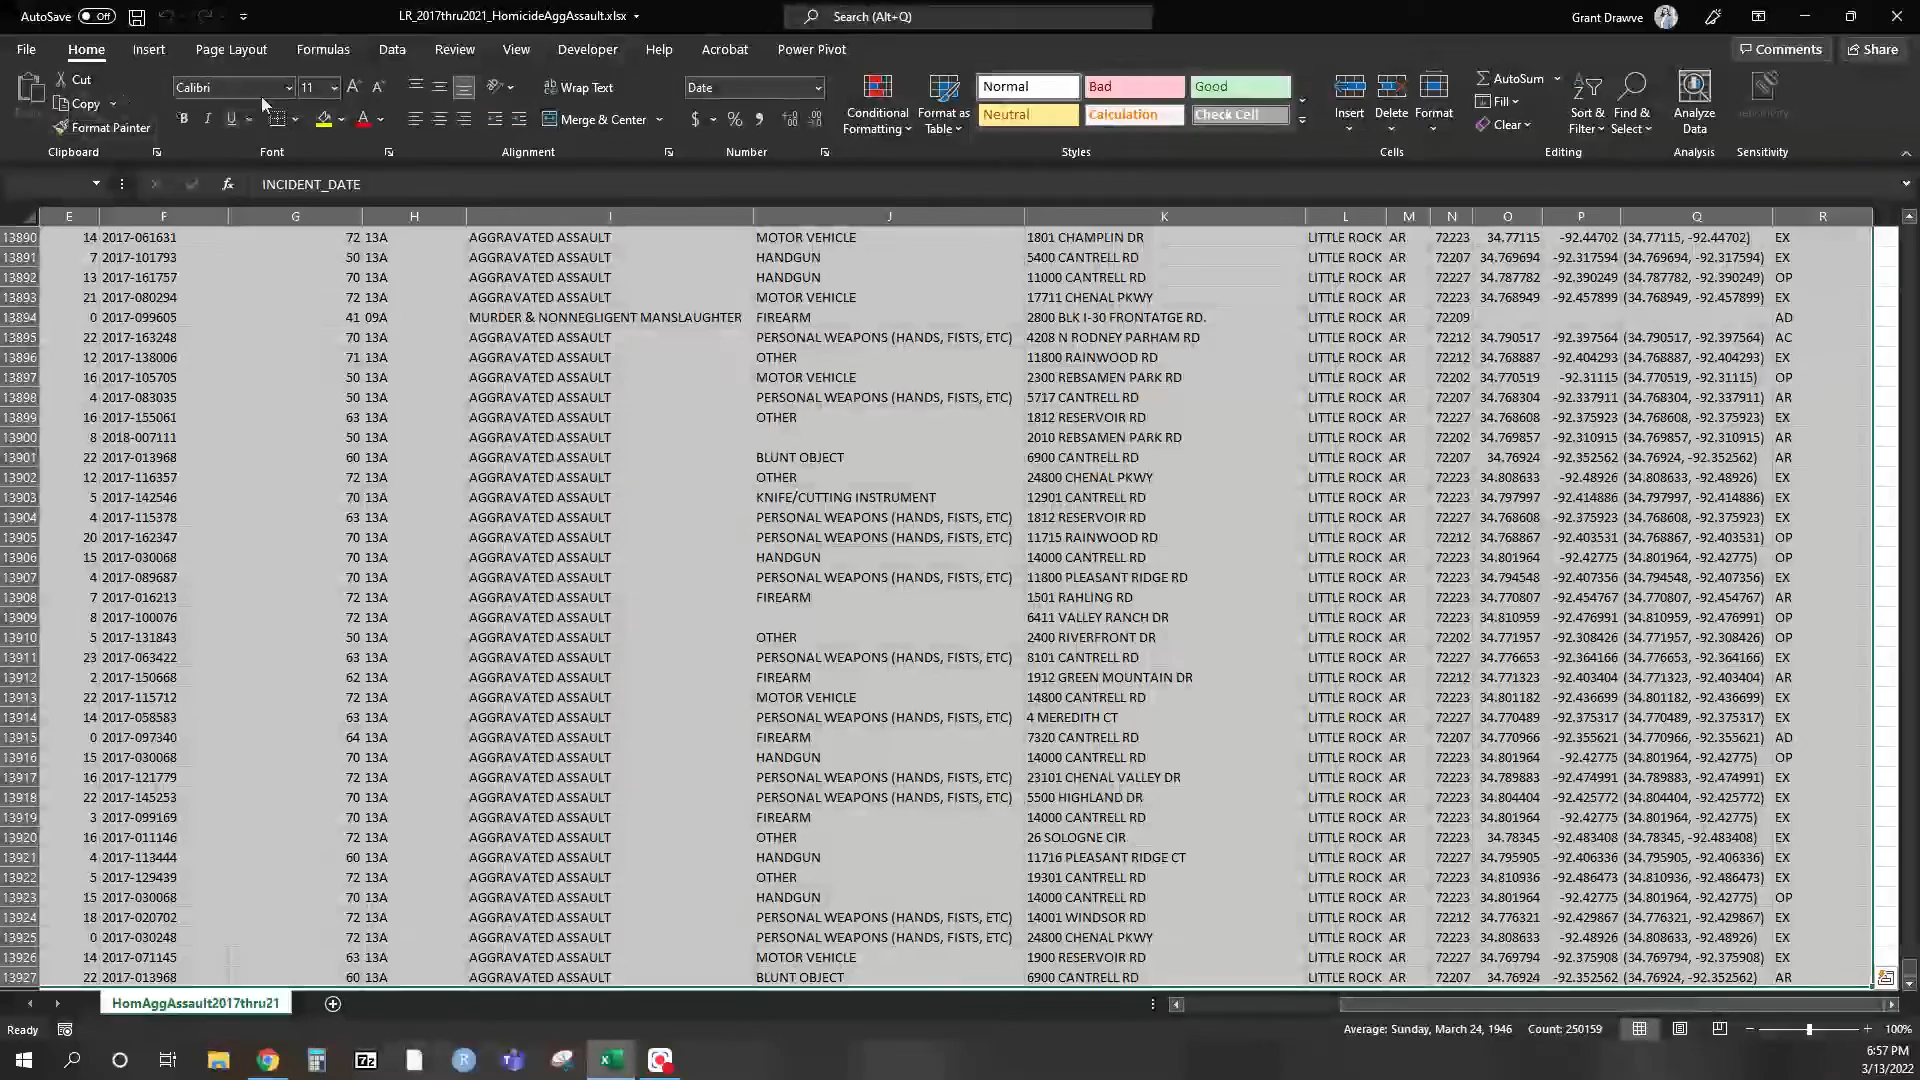 AutoSave Off LR_2017thru2021_HomicideAggAssault.xlsx Search (Alt+Q) Grant Drawve
File Home Insert Page Layout Formulas Data Review View Developer Help Acrobat Power Pivot Comments Share
Cut Calibri 11 Wrap Text Date Normal Bad Good AutoSum
Copy Conditional Format as Insert Delete Format Fill Sort & Find & Analyze
Format Painter Merge & Center Formatting Table Neutral Calculation Check Cell Clear Filter Select Data Sensitivity
Clipboard Font Alignment Number Styles Cells Editing Analysis Sensitivity
fx INCIDENT_DATE
E F G H I J K L M N O P Q R
13890 14 2017-061631 72 13A AGGRAVATED ASSAULT MOTOR VEHICLE 1801 CHAMPLIN DR LITTLE ROCK AR 72223 34.77115 -92.44702 (34.77115, -92.44702) EX
13891 7 2017-101793 50 13A AGGRAVATED ASSAULT HANDGUN 5400 CANTRELL RD LITTLE ROCK AR 72207 34.769694 -92.317594 (34.769694, -92.317594) EX
13892 13 2017-161757 70 13A AGGRAVATED ASSAULT HANDGUN 11000 CANTRELL RD LITTLE ROCK AR 72227 34.787782 -92.390249 (34.787782, -92.390249) OP
13893 21 2017-080294 72 13A AGGRAVATED ASSAULT MOTOR VEHICLE 17711 CHENAL PKWY LITTLE ROCK AR 72223 34.768949 -92.457899 (34.768949, -92.457899) EX
13894 0 2017-099605 41 09A MURDER & NONNEGLIGENT MANSLAUGHTER FIREARM 2800 BLK I-30 FRONTATGE RD. LITTLE ROCK AR 72209 AD
13895 22 2017-163248 70 13A AGGRAVATED ASSAULT PERSONAL WEAPONS (HANDS, FISTS, ETC) 4208 N RODNEY PARHAM RD LITTLE ROCK AR 72212 34.790517 -92.397564 (34.790517, -92.397564) AC
13896 12 2017-138006 71 13A AGGRAVATED ASSAULT OTHER 11800 RAINWOOD RD LITTLE ROCK AR 72212 34.768887 -92.404293 (34.768887, -92.404293) EX
13897 16 2017-105705 50 13A AGGRAVATED ASSAULT MOTOR VEHICLE 2300 REBSAMEN PARK RD LITTLE ROCK AR 72202 34.770519 -92.31115 (34.770519, -92.31115) OP
13898 4 2017-083035 50 13A AGGRAVATED ASSAULT PERSONAL WEAPONS (HANDS, FISTS, ETC) 5717 CANTRELL RD LITTLE ROCK AR 72207 34.768304 -92.337911 (34.768304, -92.337911) AR
13899 16 2017-155061 63 13A AGGRAVATED ASSAULT OTHER 1812 RESERVOIR RD LITTLE ROCK AR 72227 34.768608 -92.375923 (34.768608, -92.375923) EX
13900 8 2018-007111 50 13A AGGRAVATED ASSAULT 2010 REBSAMEN PARK RD LITTLE ROCK AR 72202 34.769857 -92.310915 (34.769857, -92.310915) AR
13901 22 2017-013968 60 13A AGGRAVATED ASSAULT BLUNT OBJECT 6900 CANTRELL RD LITTLE ROCK AR 72207 34.76924 -92.352562 (34.76924, -92.352562) AR
13902 12 2017-116357 72 13A AGGRAVATED ASSAULT OTHER 24800 CHENAL PKWY LITTLE ROCK AR 72223 34.808633 -92.48926 (34.808633, -92.48926) EX
13903 5 2017-142546 70 13A AGGRAVATED ASSAULT KNIFE/CUTTING INSTRUMENT 12901 CANTRELL RD LITTLE ROCK AR 72223 34.797997 -92.414886 (34.797997, -92.414886) EX
13904 4 2017-115378 63 13A AGGRAVATED ASSAULT PERSONAL WEAPONS (HANDS, FISTS, ETC) 1812 RESERVOIR RD LITTLE ROCK AR 72227 34.768608 -92.375923 (34.768608, -92.375923) EX
13905 20 2017-162347 70 13A AGGRAVATED ASSAULT PERSONAL WEAPONS (HANDS, FISTS, ETC) 11715 RAINWOOD RD LITTLE ROCK AR 72212 34.768867 -92.403531 (34.768867, -92.403531) OP
13906 15 2017-030068 70 13A AGGRAVATED ASSAULT HANDGUN 14000 CANTRELL RD LITTLE ROCK AR 72223 34.801964 -92.42775 (34.801964, -92.42775) OP
13907 4 2017-089687 70 13A AGGRAVATED ASSAULT PERSONAL WEAPONS (HANDS, FISTS, ETC) 11800 PLEASANT RIDGE RD LITTLE ROCK AR 72223 34.794548 -92.407356 (34.794548, -92.407356) EX
13908 7 2017-016213 72 13A AGGRAVATED ASSAULT FIREARM 1501 RAHLING RD LITTLE ROCK AR 72223 34.770807 -92.454767 (34.770807, -92.454767) AR
13909 8 2017-100076 72 13A AGGRAVATED ASSAULT 6411 VALLEY RANCH DR LITTLE ROCK AR 72223 34.810959 -92.476991 (34.810959, -92.476991) OP
13910 5 2017-131843 50 13A AGGRAVATED ASSAULT OTHER 2400 RIVERFRONT DR LITTLE ROCK AR 72202 34.771957 -92.308426 (34.771957, -92.308426) OP
13911 23 2017-063422 63 13A AGGRAVATED ASSAULT PERSONAL WEAPONS (HANDS, FISTS, ETC) 8101 CANTRELL RD LITTLE ROCK AR 72227 34.776653 -92.364166 (34.776653, -92.364166) EX
13912 2 2017-150668 62 13A AGGRAVATED ASSAULT FIREARM 1912 GREEN MOUNTAIN DR LITTLE ROCK AR 72212 34.771323 -92.403404 (34.771323, -92.403404) AR
13913 22 2017-115712 72 13A AGGRAVATED ASSAULT MOTOR VEHICLE 14800 CANTRELL RD LITTLE ROCK AR 72223 34.801182 -92.436699 (34.801182, -92.436699) EX
13914 14 2017-058583 63 13A AGGRAVATED ASSAULT PERSONAL WEAPONS (HANDS, FISTS, ETC) 4 MEREDITH CT LITTLE ROCK AR 72227 34.770489 -92.375317 (34.770489, -92.375317) EX
13915 0 2017-097340 64 13A AGGRAVATED ASSAULT FIREARM 7320 CANTRELL RD LITTLE ROCK AR 72207 34.770966 -92.355621 (34.770966, -92.355621) AD
13916 15 2017-030068 70 13A AGGRAVATED ASSAULT HANDGUN 14000 CANTRELL RD LITTLE ROCK AR 72223 34.801964 -92.42775 (34.801964, -92.42775) OP
13917 16 2017-121779 72 13A AGGRAVATED ASSAULT PERSONAL WEAPONS (HANDS, FISTS, ETC) 23101 CHENAL VALLEY DR LITTLE ROCK AR 72223 34.789883 -92.474991 (34.789883, -92.474991) EX
13918 22 2017-145253 70 13A AGGRAVATED ASSAULT PERSONAL WEAPONS (HANDS, FISTS, ETC) 5500 HIGHLAND DR LITTLE ROCK AR 72223 34.804404 -92.425772 (34.804404, -92.425772) EX
13919 3 2017-099169 70 13A AGGRAVATED ASSAULT FIREARM 14000 CANTRELL RD LITTLE ROCK AR 72223 34.801964 -92.42775 (34.801964, -92.42775) EX
13920 16 2017-011146 72 13A AGGRAVATED ASSAULT OTHER 26 SOLOGNE CIR LITTLE ROCK AR 72223 34.78345 -92.483408 (34.78345, -92.483408) EX
13921 4 2017-113444 60 13A AGGRAVATED ASSAULT HANDGUN 11716 PLEASANT RIDGE CT LITTLE ROCK AR 72227 34.795905 -92.406336 (34.795905, -92.406336) EX
13922 5 2017-129439 72 13A AGGRAVATED ASSAULT OTHER 19301 CANTRELL RD LITTLE ROCK AR 72223 34.810936 -92.486473 (34.810936, -92.486473) EX
13923 15 2017-030068 70 13A AGGRAVATED ASSAULT HANDGUN 14000 CANTRELL RD LITTLE ROCK AR 72223 34.801964 -92.42775 (34.801964, -92.42775) OP
13924 18 2017-020702 72 13A AGGRAVATED ASSAULT PERSONAL WEAPONS (HANDS, FISTS, ETC) 14001 WINDSOR RD LITTLE ROCK AR 72212 34.776321 -92.429867 (34.776321, -92.429867) EX
13925 0 2017-030248 72 13A AGGRAVATED ASSAULT PERSONAL WEAPONS (HANDS, FISTS, ETC) 24800 CHENAL PKWY LITTLE ROCK AR 72223 34.808633 -92.48926 (34.808633, -92.48926) EX
13926 14 2017-071145 63 13A AGGRAVATED ASSAULT MOTOR VEHICLE 1900 RESERVOIR RD LITTLE ROCK AR 72227 34.769794 -92.375908 (34.769794, -92.375908) EX
13927 22 2017-013968 60 13A AGGRAVATED ASSAULT BLUNT OBJECT 6900 CANTRELL RD LITTLE ROCK AR 72207 34.76924 -92.352562 (34.76924, -92.352562) AR
HomAggAssault2017thru21
Ready Average: Sunday, March 24, 1946 Count: 250159 100%
6:57 PM
3/13/2022